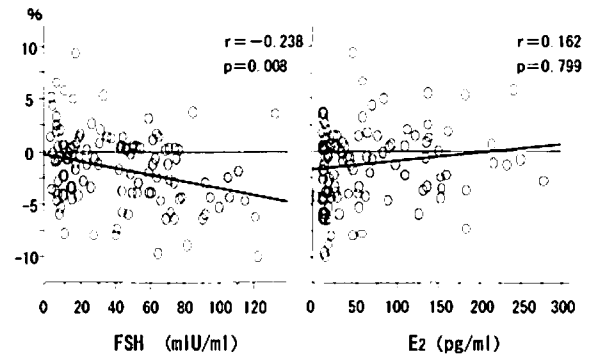 %
10
5
0
-5
-10
r=-0.238
p=0.008
r=0.162
p=0.799
0 20 40 60 80 100 120
0 50 100 150 200 250 300
FSH (mIU/ml)
E2 (pg/ml)